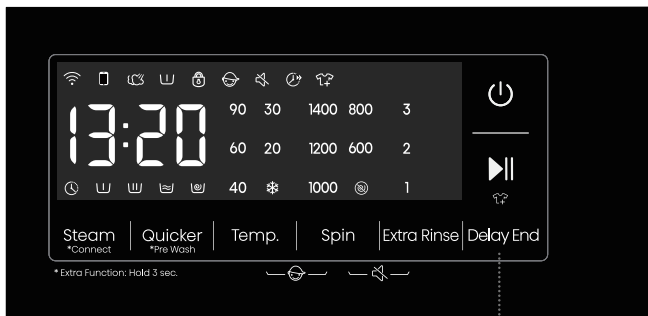 13:20
90 30 1400 800 3
60 20 1200 600 2
40 1000 1
Steam Quicker Temp. Spin Extra Rinse Delay End
*Connect *Pre Wash
* Extra Function: Hold 3 sec.